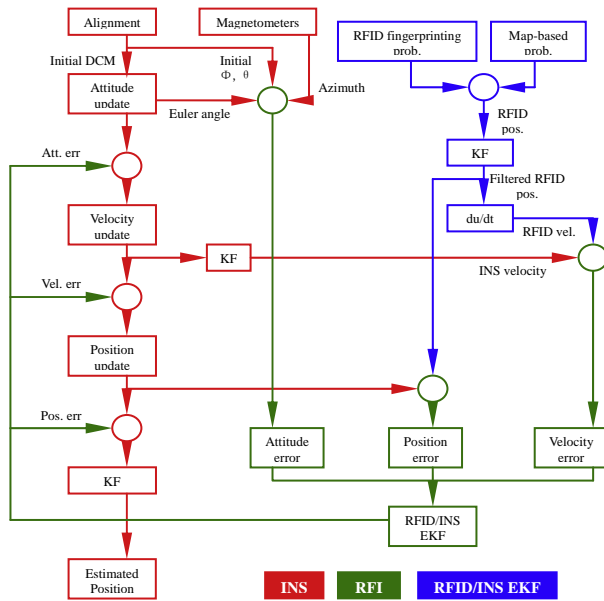 Alignment
Magnetometers
RFID fingerprinting
prob.
Map-based
prob.
Initial DCM
Initial
Φ, θ
Azimuth
Attitude
update
Euler angle
RFID
pos.
KF
Att. err
Filtered RFID
pos.
Velocity
update
du/dt
RFID vel.
KF
INS velocity
Vel. err
Position
update
Pos. err
Attitude
error
Position
error
Velocity
error
KF
RFID/INS
EKF
Estimated
Position
INS
RFI
RFID/INS EKF